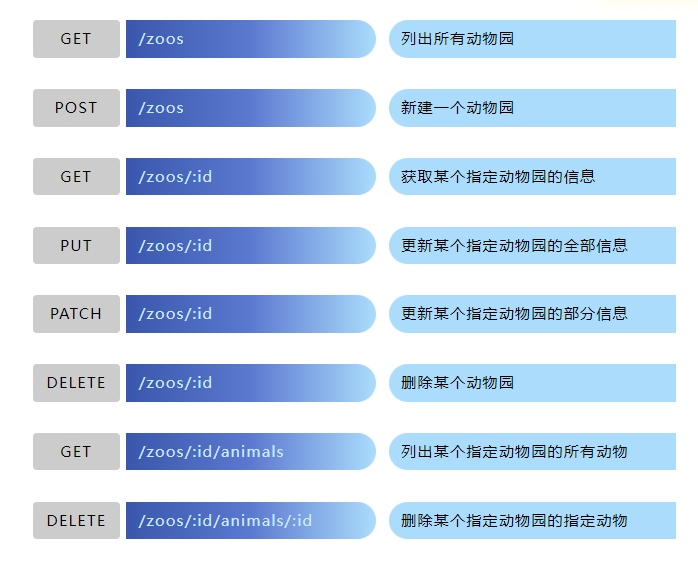 GET /zoos 列出所有动物园
POST /zoos 新建一个动物园
GET /zoos/:id 获取某个指定动物园的信息
PUT /zoos/:id 更新某个指定动物园的全部信息
PATCH /zoos/:id 更新某个指定动物园的部分信息
DELETE /zoos/:id 删除某个动物园
GET /zoos/:id/animals 列出某个指定动物园的所有动物
DELETE /zoos/:id/animals/:id 删除某个指定动物园的指定动物